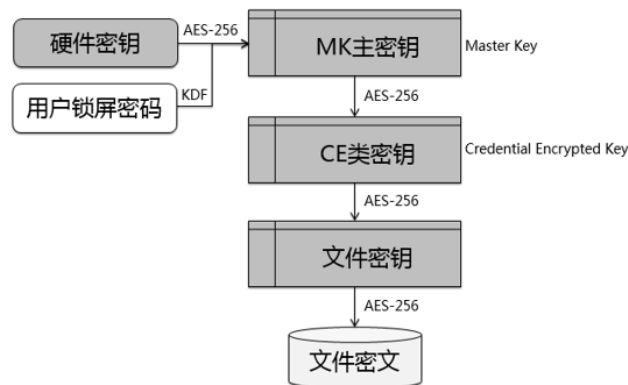 硬件密钥
AES-256
MK主密钥
Master Key
用户锁屏密码
KDF
AES-256
CE类密钥
Credential Encrypted Key
AES-256
文件密钥
AES-256
文件密文